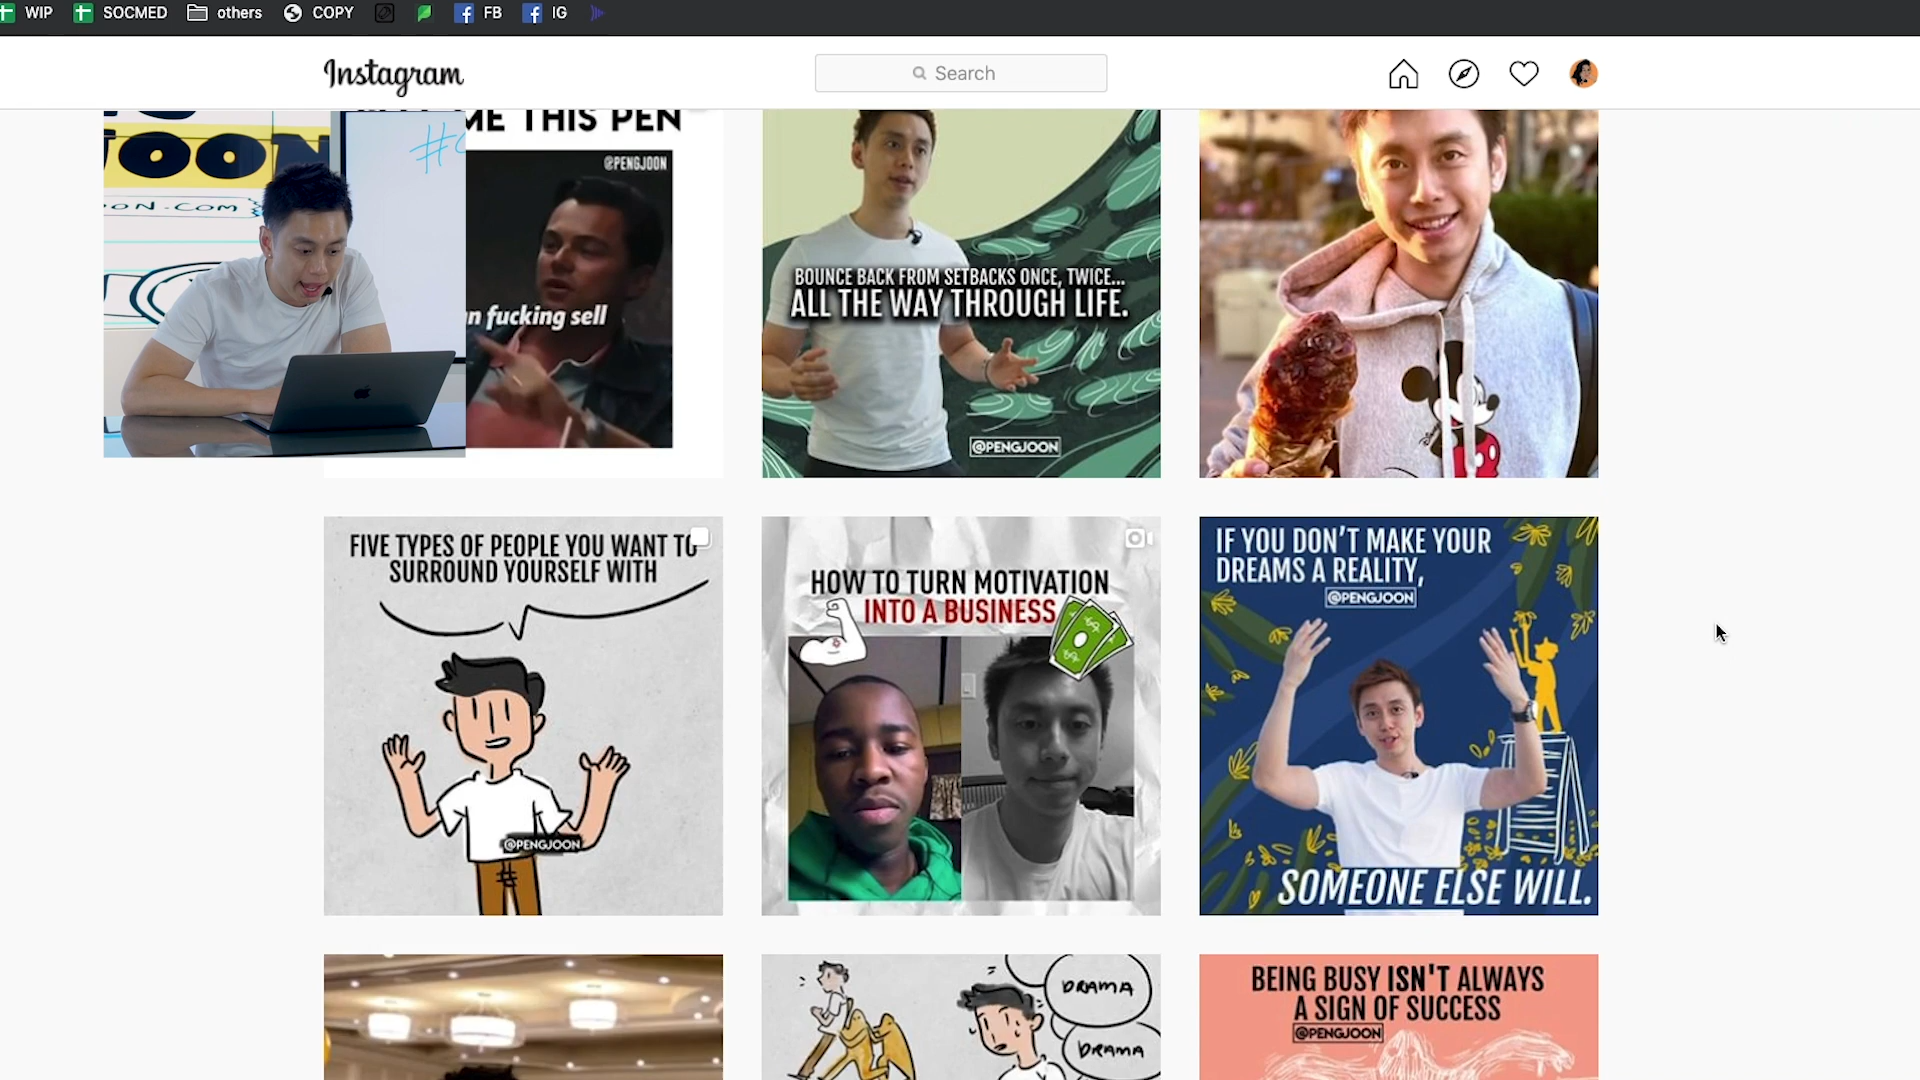 WIP
SOCMED
others
COPY
FB
IG
Instagram
Search
ME THIS PEN
@PENGJOON
n fucking sell
JOON
OON.COM
BOUNCE BACK FROM SETBACKS ONCE, TWICE...
ALL THE WAY THROUGH LIFE.
@PENGJOON
FIVE TYPES OF PEOPLE YOU WANT TO
SURROUND YOURSELF WITH
@PENGJOON
HOW TO TURN MOTIVATION
INTO A BUSINESS
IF YOU DON'T MAKE YOUR
DREAMS A REALITY,
@PENGJOON
SOMEONE ELSE WILL.
DRAMA
DRAMA
BEING BUSY ISN'T ALWAYS
A SIGN OF SUCCESS
@PENGJOON